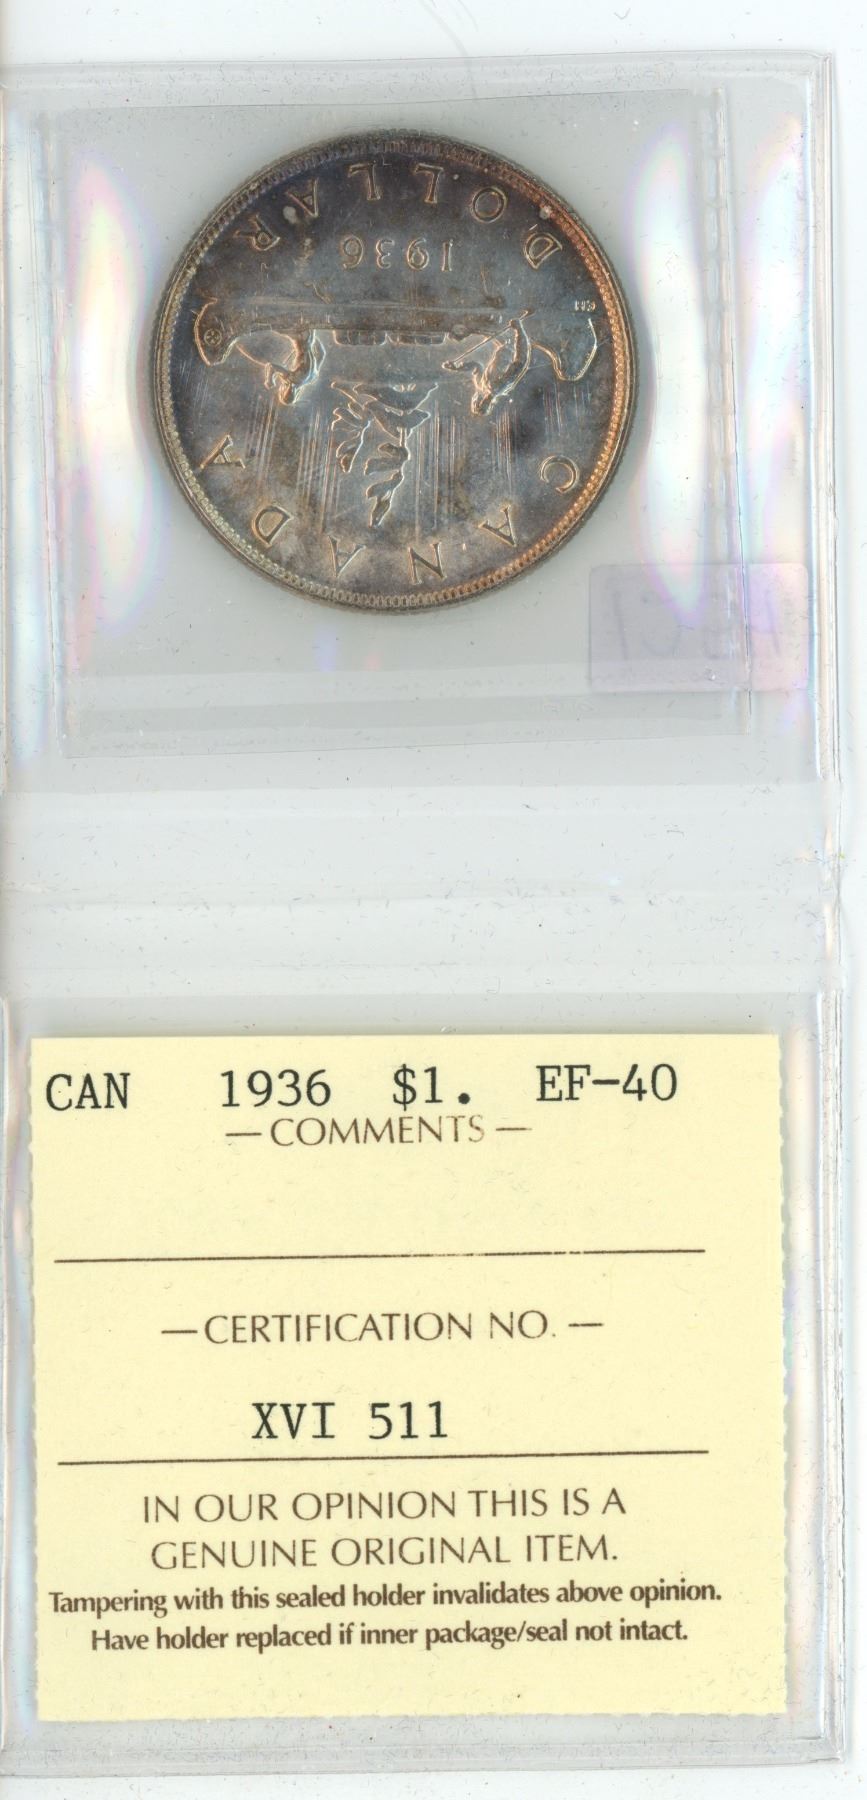 CANADA
1936
DOLLAR
CAN 1936 $1. EF-40
— COMMENTS —
— CERTIFICATION NO. —
XVI 511
IN OUR OPINION THIS IS A
GENUINE ORIGINAL ITEM.
Tampering with this sealed holder invalidates above opinion.
Have holder replaced if inner package/seal not intact.